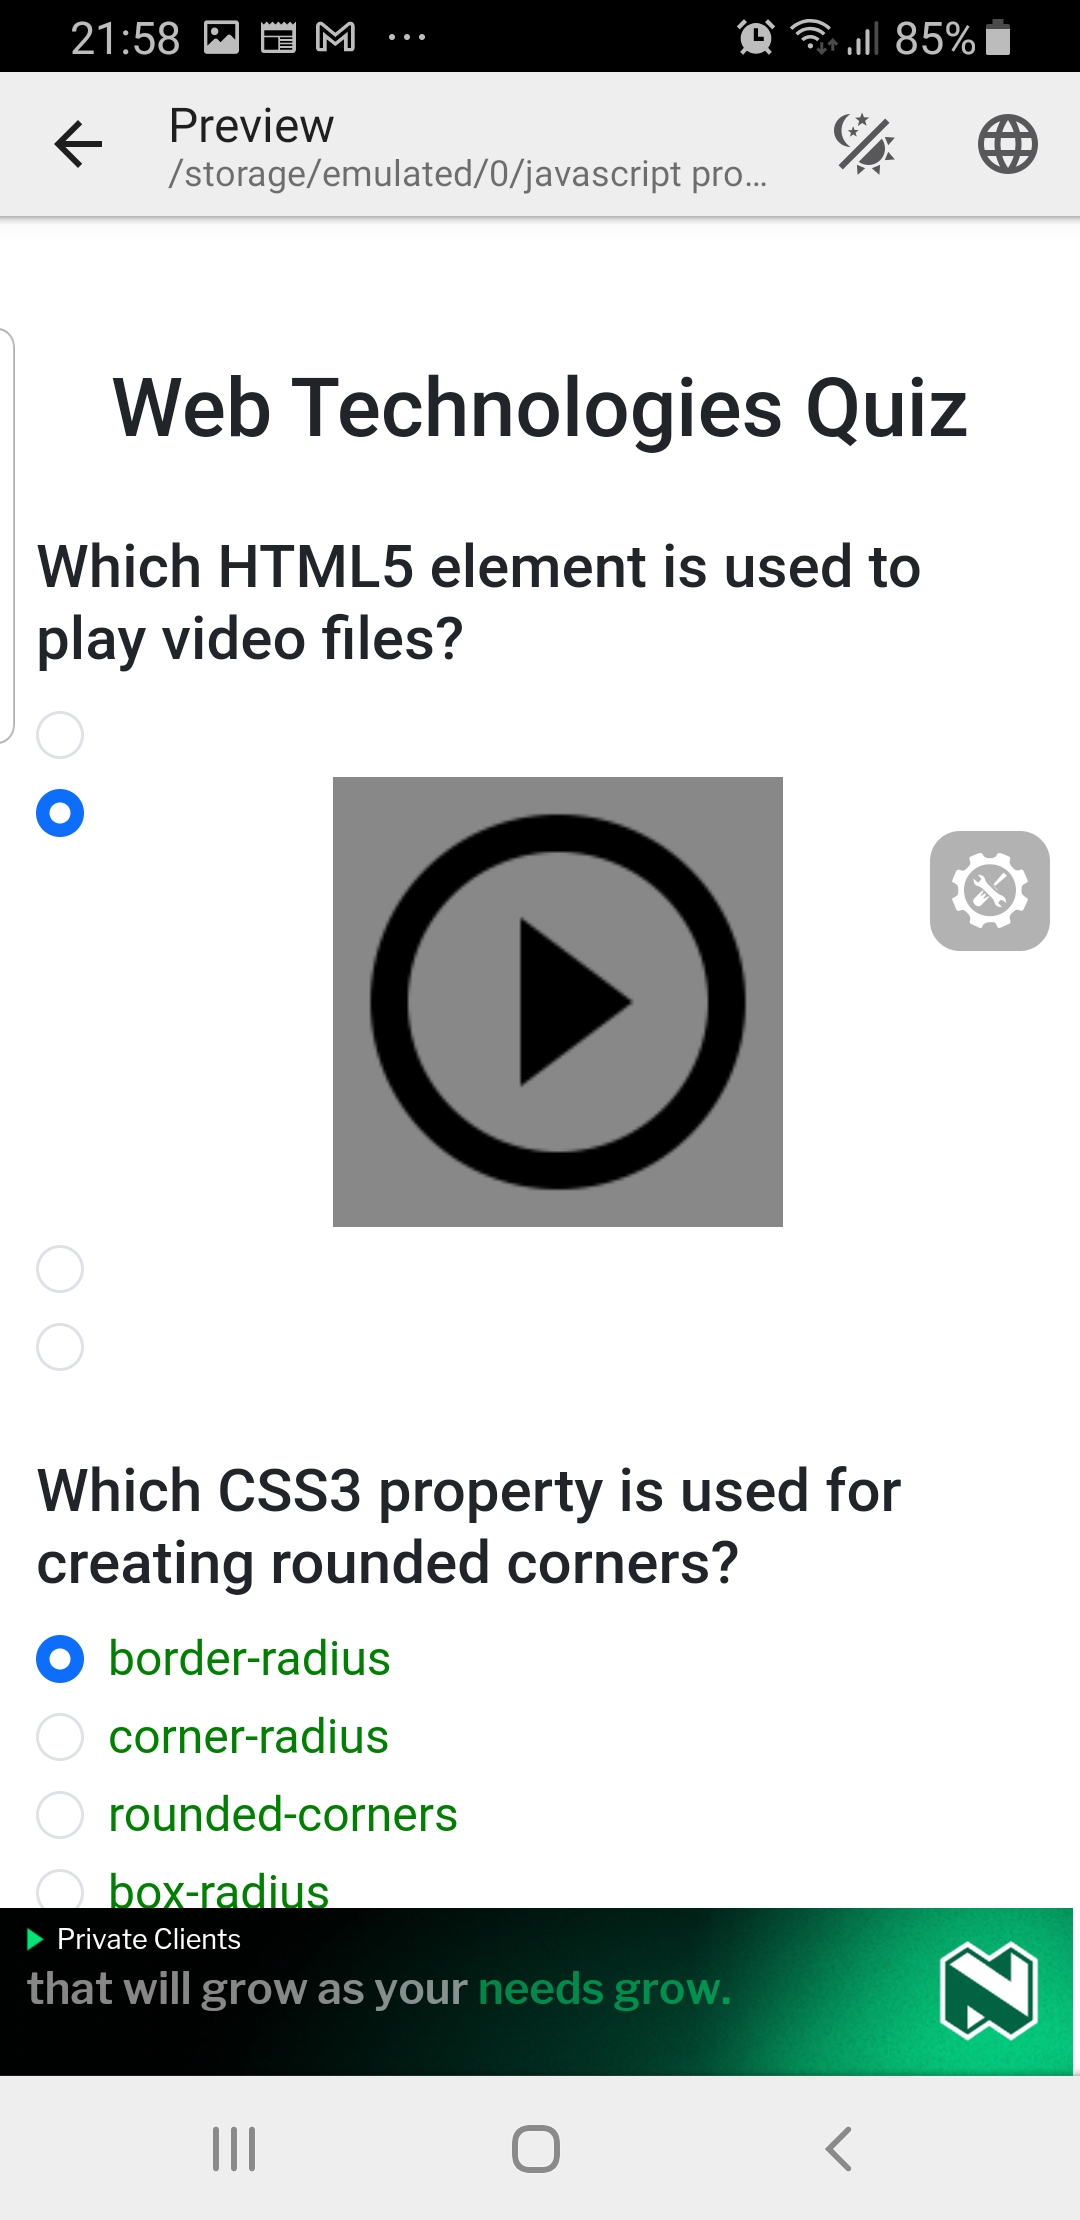 21:58
85%
Preview
/storage/emulated/0/javascript pro...
Web Technologies Quiz
Which HTML5 element is used to
play video files?
Which CSS3 property is used for
creating rounded corners?
border-radius
corner-radius
rounded-corners
box-radius
Private Clients
that will grow as your needs grow.